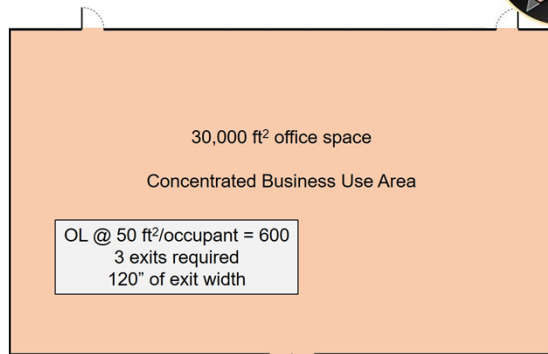 30,000 ft² office space
Concentrated Business Use Area
OL @ 50 ft²/occupant = 600
3 exits required
120” of exit width